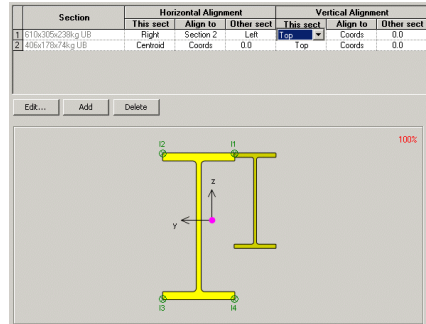 Section Horizontal Alignment Vertical Alignment
This sect Align to Other sect This sect Align to Other sect
1 610x305x238kg UB Right Section 2 Left Top Coords 0.0
2 406x178x74kg UB Centroid Coords 0.0 Top Coords 0.0
Edit... Add Delete
100%
I2 I1
z
Y
I3 I4